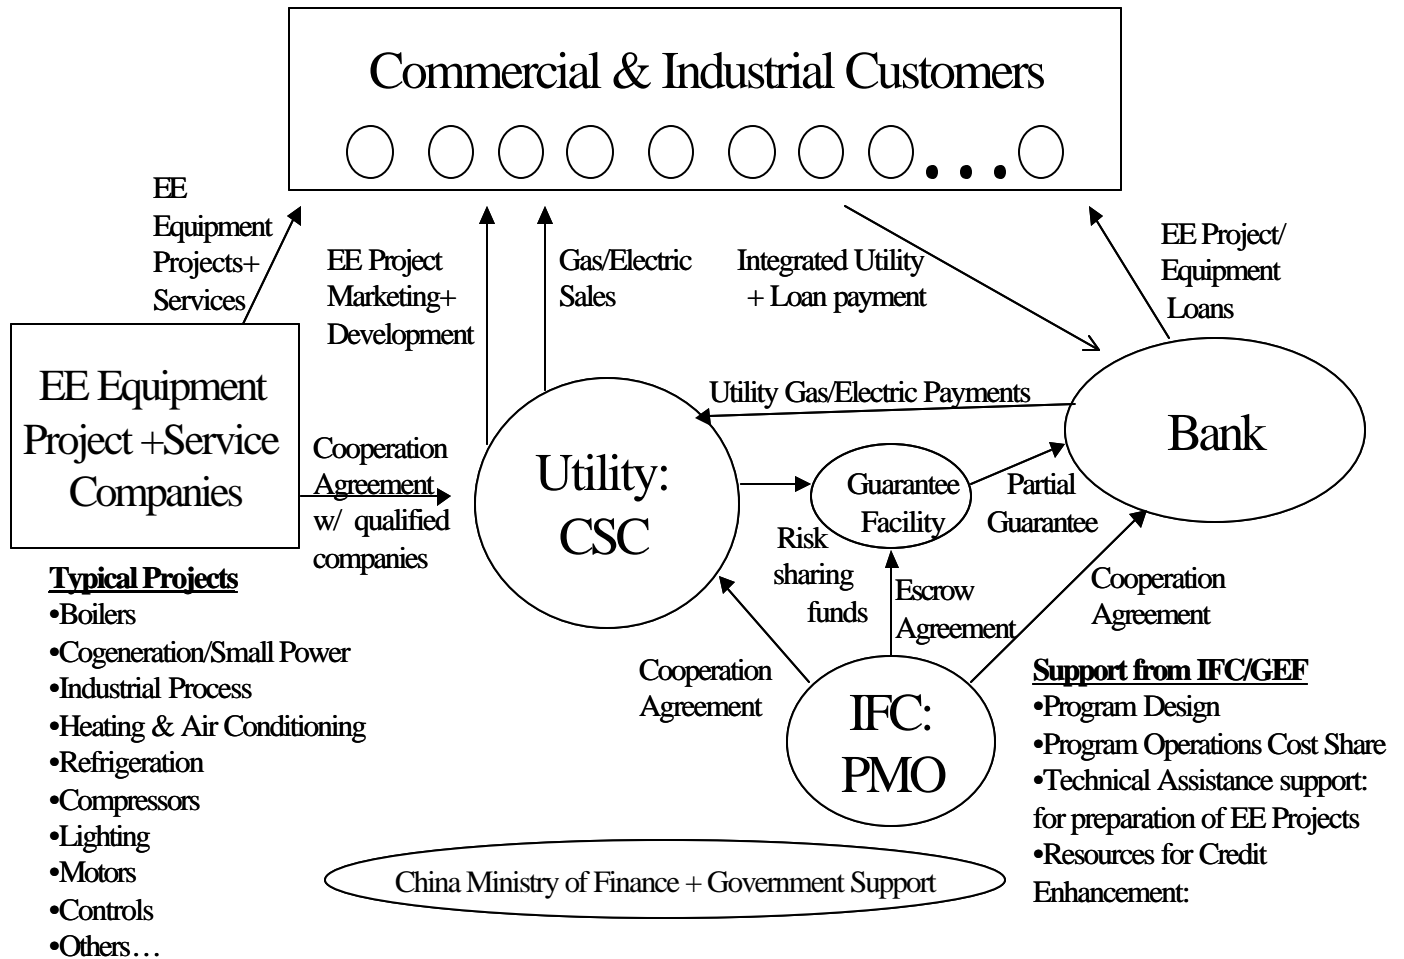 Commercial & Industrial Customers
EE
Equipment
Projects+
Services
EE Project
Marketing+
Development
Gas/Electric
Sales
Integrated Utility
+ Loan payment
EE Project/
Equipment
Loans
EE Equipment
Project +Service
Companies
Cooperation
Agreement
w/ qualified
companies
Utility:
CSC
Utility Gas/Electric Payments
Bank
Guarantee
Facility
Partial
Guarantee
Risk
sharing
funds
Escrow
Agreement
Cooperation
Agreement
Cooperation
Agreement
IFC:
PMO
Typical Projects
•Boilers
•Cogeneration/Small Power
•Industrial Process
•Heating & Air Conditioning
•Refrigeration
•Compressors
•Lighting
•Motors
•Controls
•Others…
Support from IFC/GEF
•Program Design
•Program Operations Cost Share
•Technical Assistance support:
for preparation of EE Projects
•Resources for Credit
Enhancement:
China Ministry of Finance + Government Support